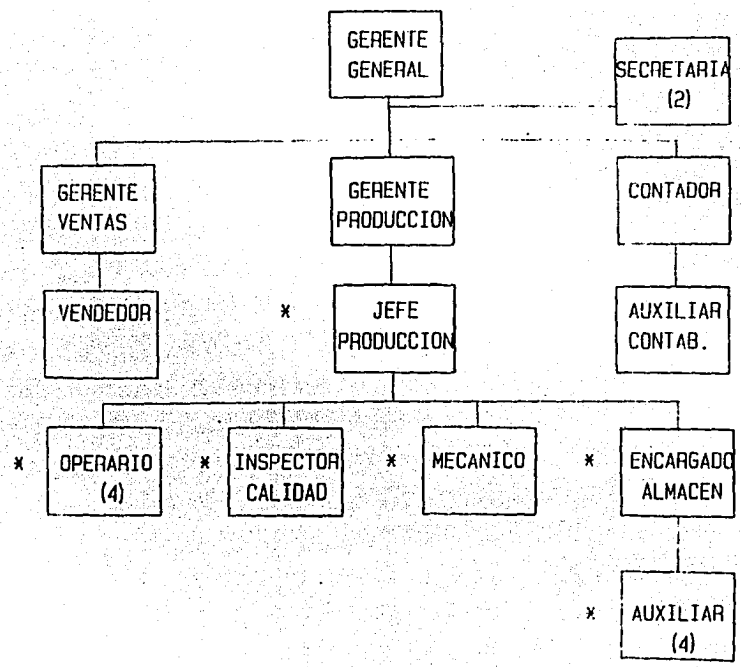 GERENTE
GENERAL
SECRETARIA
(2)
GERENTE
VENTAS
GERENTE
PRODUCCION
CONTADOR
VENDEDOR
* JEFE
PRODUCCION
AUXILIAR
CONTAB.
* OPERARIO
(4)
* INSPECTOR
CALIDAD
* MECANICO
* ENCARGADO
ALMACEN
* AUXILIAR
(4)